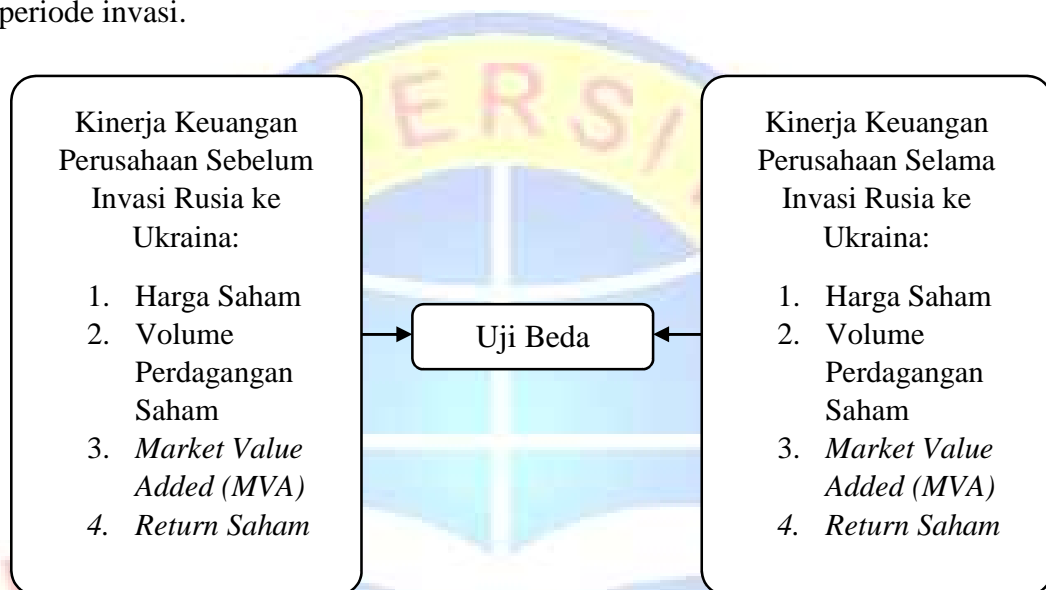 periode invasi.
Kinerja Keuangan
Perusahaan Sebelum
Invasi Rusia ke
Ukraina:
1. Harga Saham
2. Volume
Perdagangan
Saham
3. Market Value
Added (MVA)
4. Return Saham
Uji Beda
Kinerja Keuangan
Perusahaan Selama
Invasi Rusia ke
Ukraina:
1. Harga Saham
2. Volume
Perdagangan
Saham
3. Market Value
Added (MVA)
4. Return Saham
ERSI